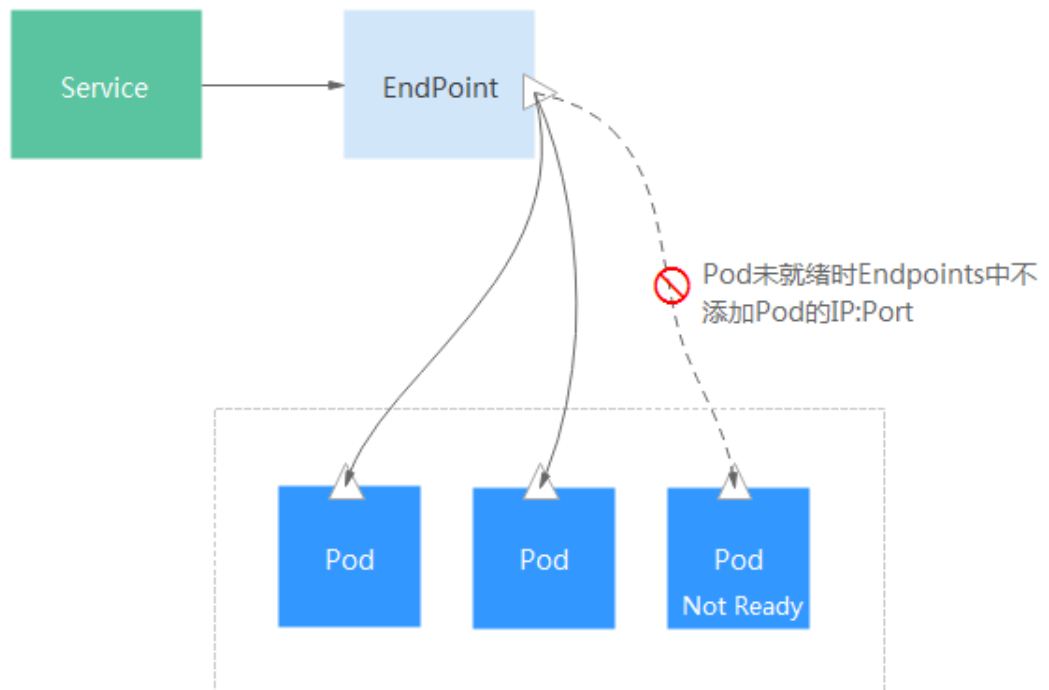 Service
EndPoint
Pod未就绪时Endpoints中不
添加Pod的IP:Port
Pod
Pod
Pod
Not Ready